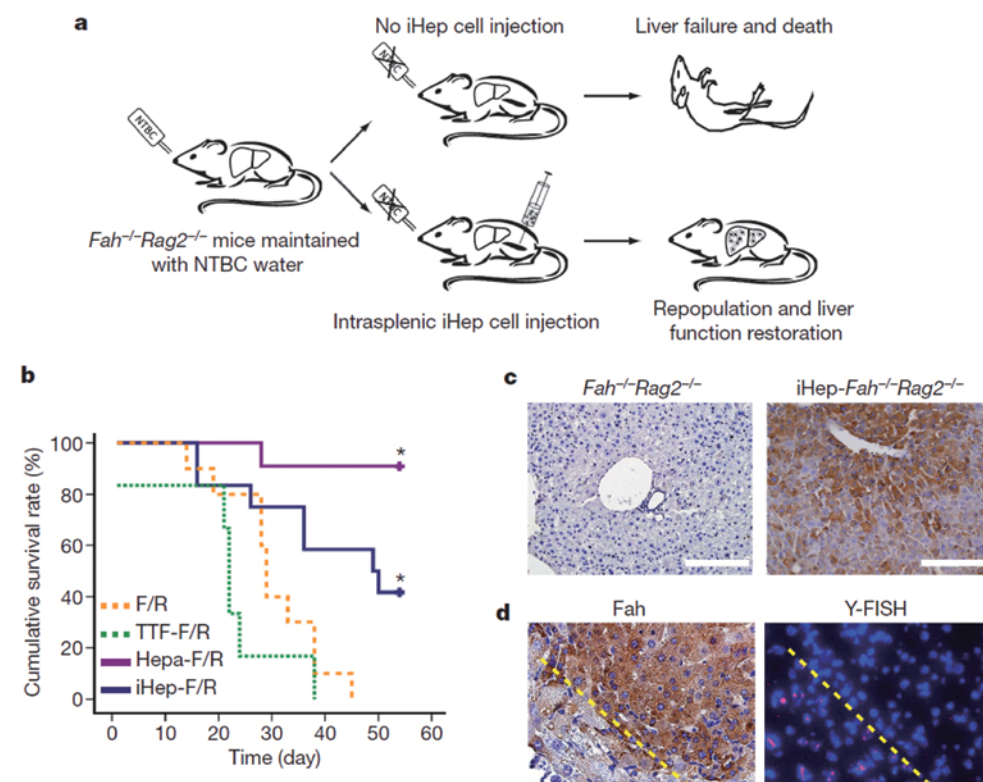 a
No iHep cell injection
Liver failure and death
NTBC
NTBC
Fah–/–Rag2–/– mice maintained
with NTBC water
NTBC
Intrasplenic iHep cell injection
Repopulation and liver
function restoration
b
Cumulative survival rate (%)
100
80
60
40
20
0
*
*
F/R
TTF-F/R
Hepa-F/R
iHep-F/R
0 10 20 30 40 50 60
Time (day)
c
Fah–/–Rag2–/–
iHep-Fah–/–Rag2–/–
d
Fah
Y-FISH